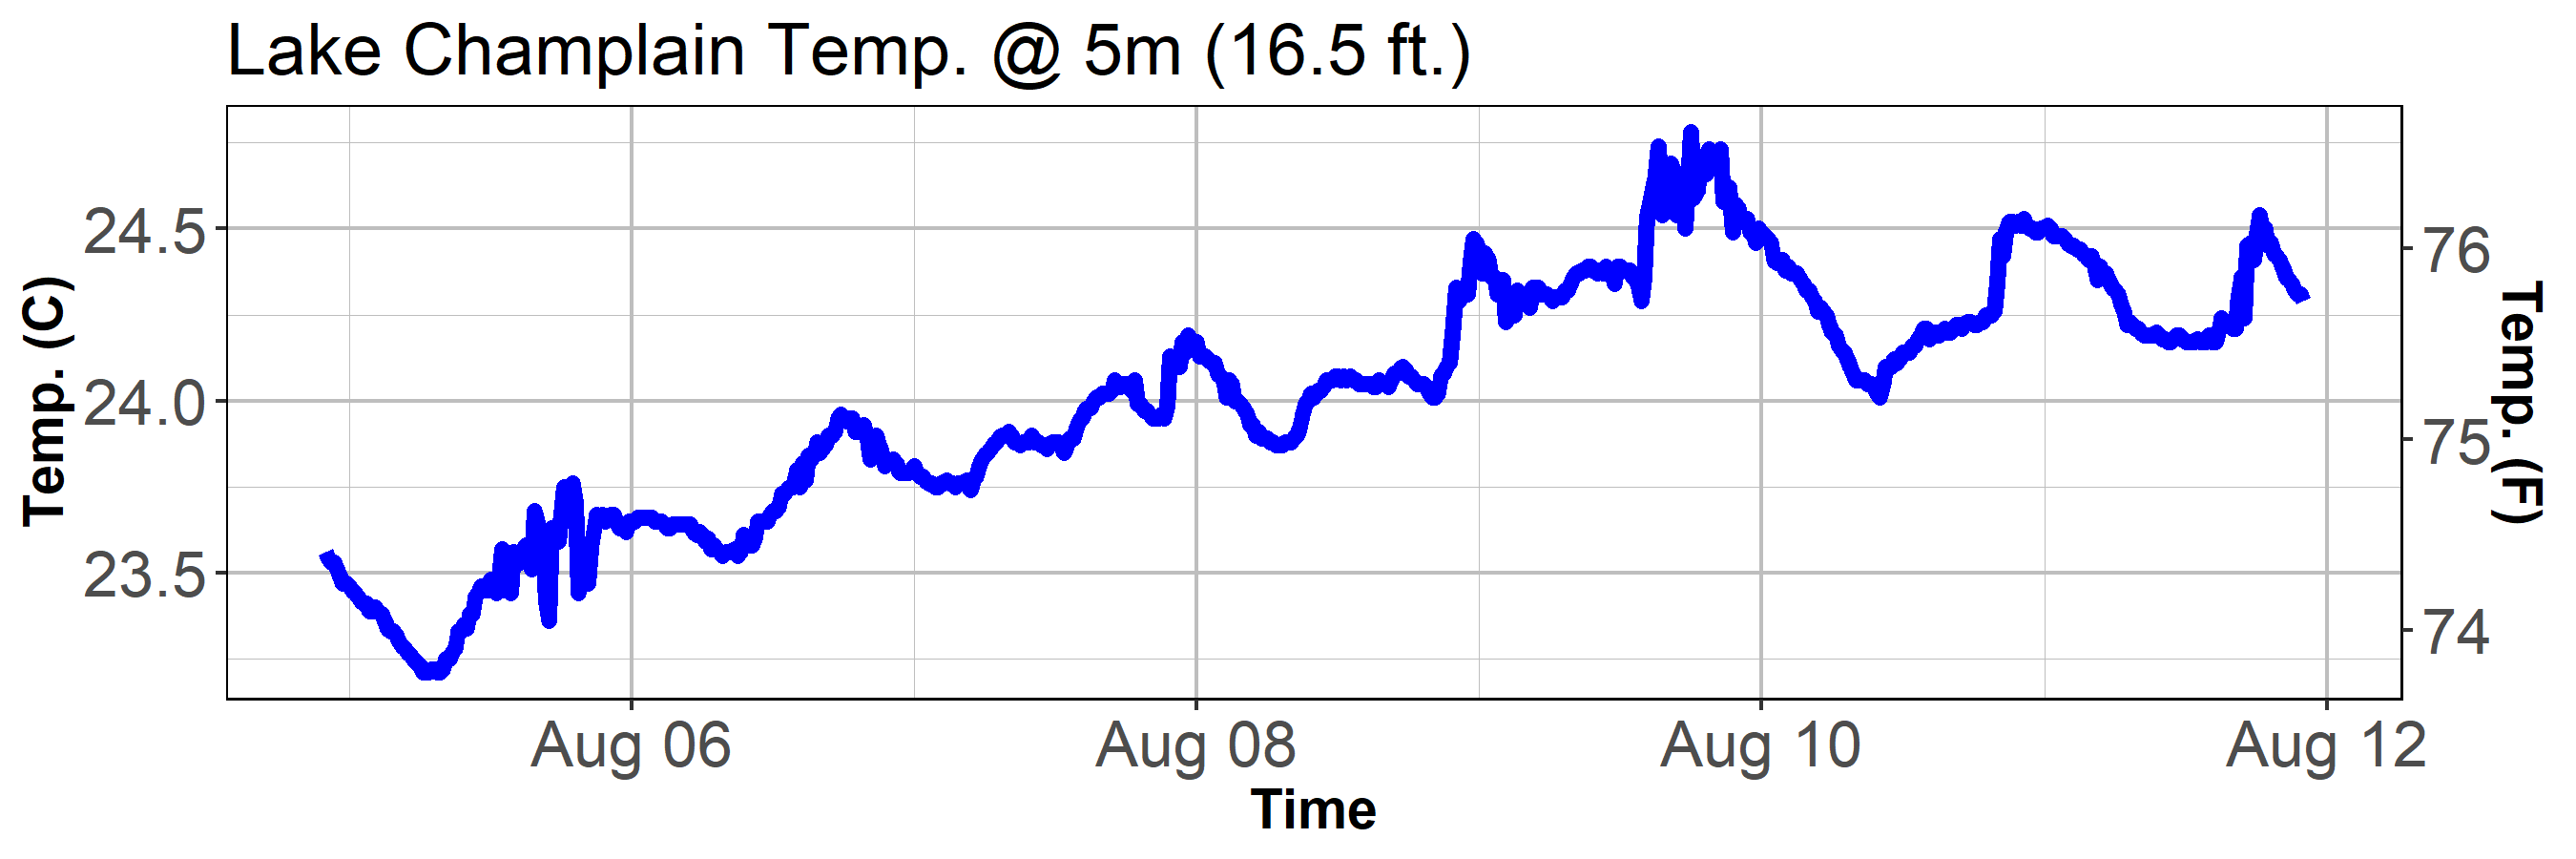 Lake Champlain Temp. @ 5m (16.5 ft.)
Temp. (C)
24.5
24.0
23.5
76
75
74
Temp. (F)
Aug 06
Aug 08
Aug 10
Aug 12
Time